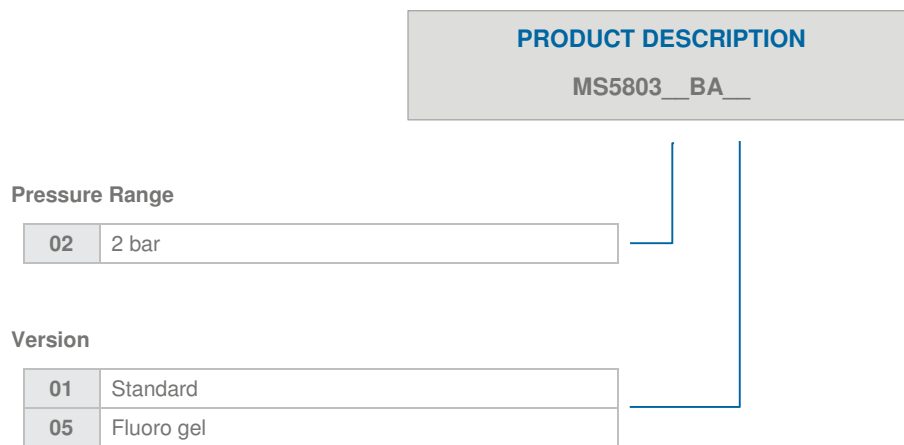 PRODUCT DESCRIPTION
MS5803__BA__
Pressure Range
02 2 bar
Version
01 Standard
05 Fluoro gel